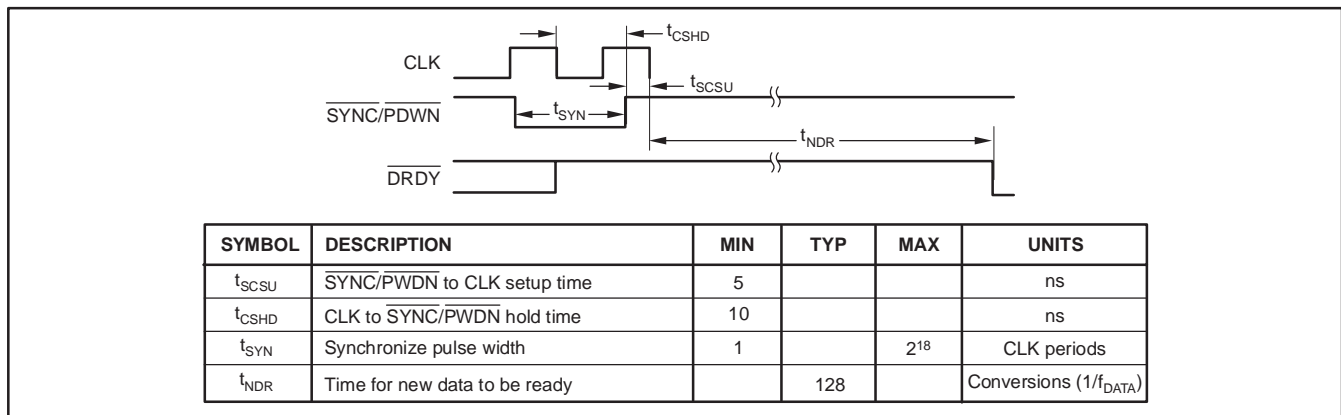 t_CSHD
CLK
t_SCSU
SYNC/PDWN
t_SYN
t_NDR
DRDY
SYMBOL DESCRIPTION MIN TYP MAX UNITS
t_SCSU SYNC/PWDN to CLK setup time 5 ns
t_CSHD CLK to SYNC/PWDN hold time 10 ns
t_SYN Synchronize pulse width 1 2^18 CLK periods
t_NDR Time for new data to be ready 128 Conversions (1/f_DATA)